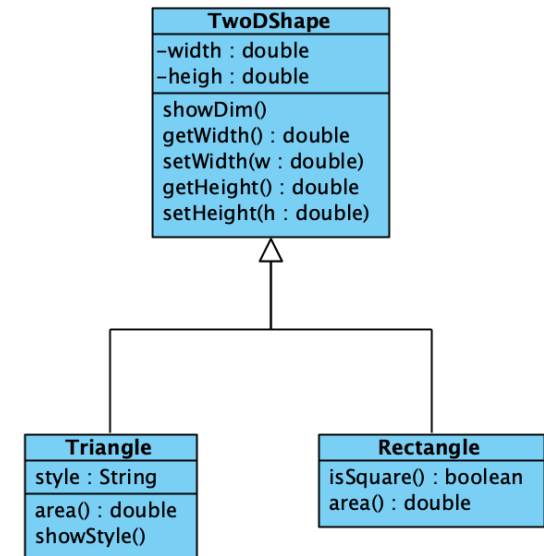 TwoDShape
-width : double
-heigh : double
showDim()
getWidth() : double
setWidth(w : double)
getHeight() : double
setHeight(h : double)
Triangle
style : String
area() : double
showStyle()
Rectangle
isSquare() : boolean
area() : double